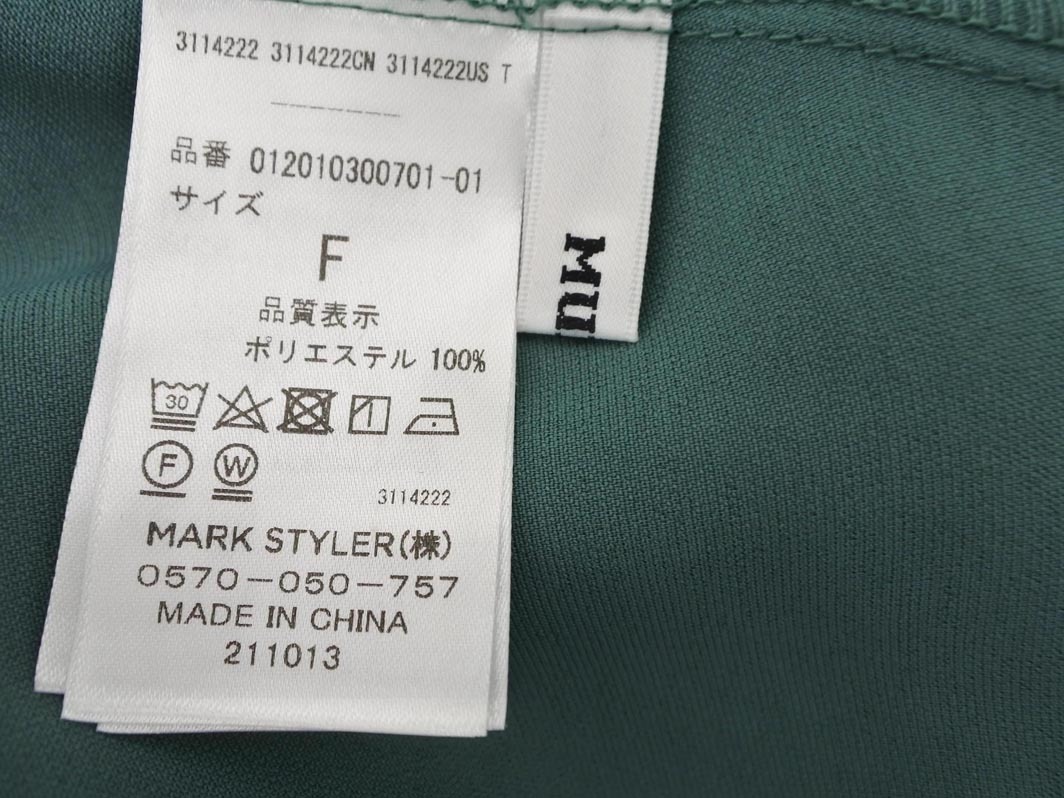 3114222 3114222CN 3114222US T
品番 012010300701-01
サイズ
F
品質表示
ポリエステル 100%
30
F W
3114222
MARK STYLER(株)
0570-050-757
MADE IN CHINA
211013
MU